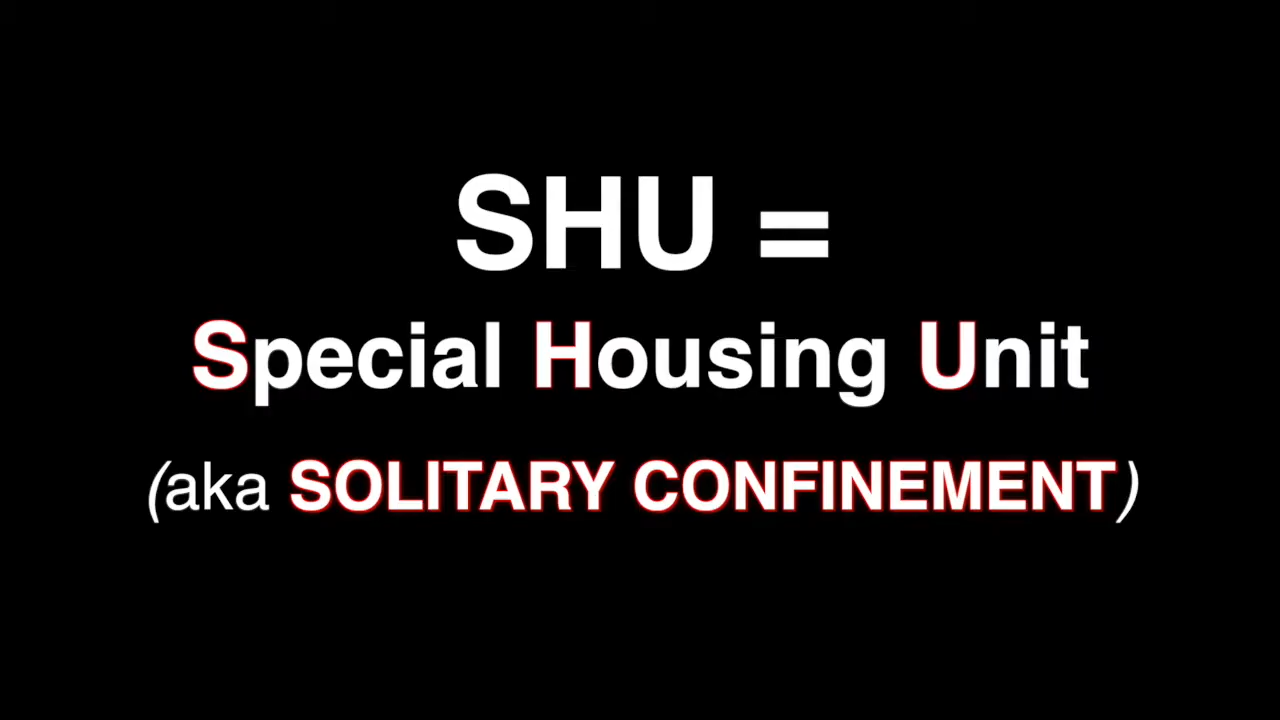 SHU =
Special Housing Unit
(aka SOLITARY CONFINEMENT)